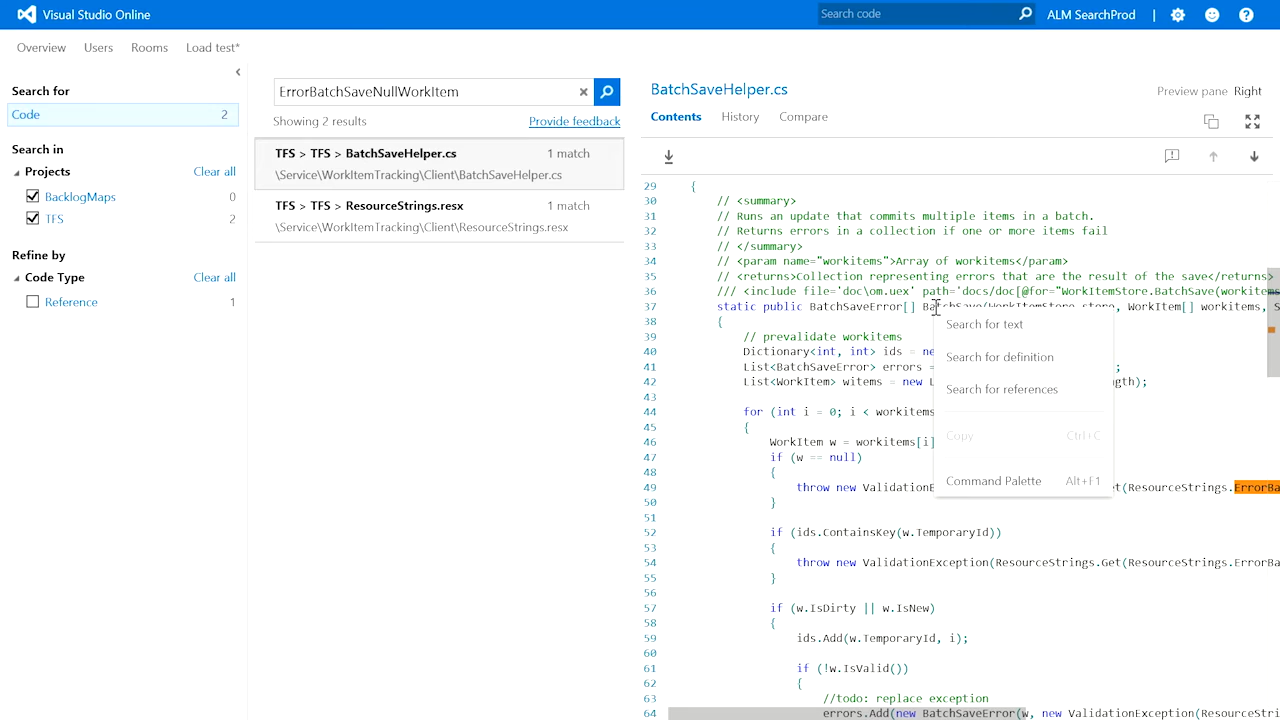 Visual Studio Online
Search code
ALM SearchProd
Overview Users Rooms Load test*
Search for
Code 2
Search in
Projects Clear all
BacklogMaps 0
TFS 2
Refine by
Code Type Clear all
Reference 1
ErrorBatchSaveNullWorkItem
Showing 2 results Provide feedback
TFS > TFS > BatchSaveHelper.cs 1 match
\Service\WorkItemTracking\Client\BatchSaveHelper.cs
TFS > TFS > ResourceStrings.resx 1 match
\Service\WorkItemTracking\Client\ResourceStrings.resx
BatchSaveHelper.cs
Preview pane Right
Contents History Compare
29 {
30 // <summary>
31 // Runs an update that commits multiple items in a batch.
32 // Returns errors in a collection if one or more items fail
33 // </summary>
34 // <param name="workitems">Array of workitems</param>
35 // <returns>Collection representing errors that are the result of the save</returns>
36 /// <include file='doc\om.uex' path='docs/doc[@for="WorkItemStore.BatchSave(workitems
37 static public BatchSaveError[] BatchSave(WorkItemStore store, WorkItem[] workitems, S
38 {
39 // prevalidate workitems
40 Dictionary<int, int> ids = ne
41 List<BatchSaveError> errors = ;
42 List<WorkItem> witems = new L gth);
43
44 for (int i = 0; i < workitems
45 {
46 WorkItem w = workitems[i]
47 if (w == null)
48 {
49 throw new ValidationE t(ResourceStrings.ErrorBa
50 }
51
52 if (ids.ContainsKey(w.TemporaryId))
53 {
54 throw new ValidationException(ResourceStrings.Get(ResourceStrings.ErrorBa
55 }
56
57 if (w.IsDirty || w.IsNew)
58 {
59 ids.Add(w.TemporaryId, i);
60
61 if (!w.IsValid())
62 {
63 //todo: replace exception
64 errors.Add(new BatchSaveError(w, new ValidationException(ResourceStri
Search for text
Search for definition
Search for references
Copy Ctrl+C
Command Palette Alt+F1